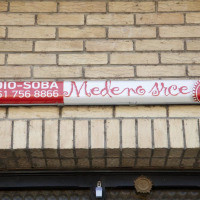 DIO-SOBA
61 756 8866
Medeno srce